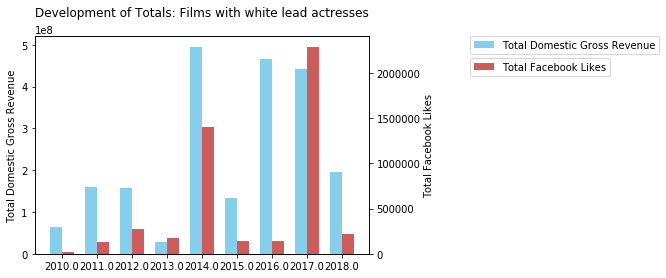 Development of Totals: Films with white lead actresses
1e8
5
4
3
2
1
0
Total Domestic Gross Revenue
2010.0 2011.0 2012.0 2013.0 2014.0 2015.0 2016.0 2017.0 2018.0
2000000
1500000
1000000
500000
0
Total Facebook Likes
Total Domestic Gross Revenue
Total Facebook Likes